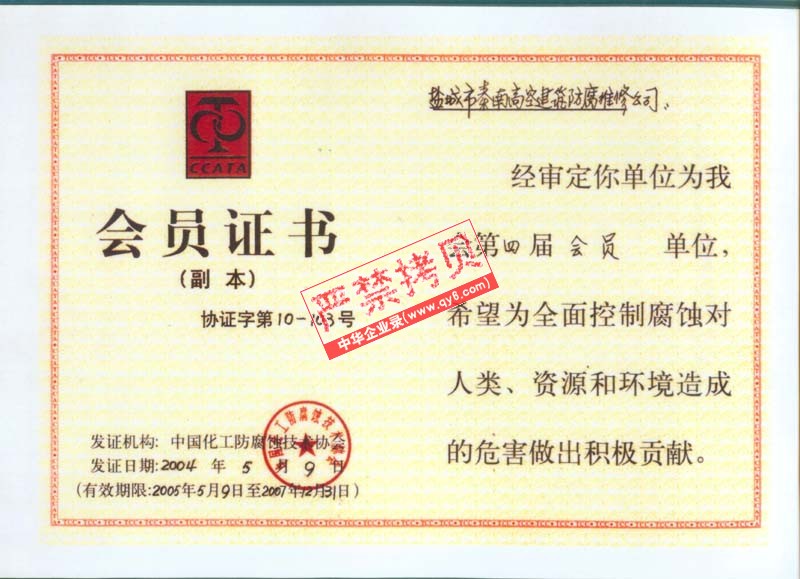 CCATA
会员证书
(副本)
协证字第10-103号
发证机构: 中国化工防腐蚀技术协会
发证日期:2004年5月9日
(有效期限:2005年5月9日至2007年12月31日)
盐城市秦南高空建筑防腐维修公司:
经审定你单位为我
会第四届会员 单位,
希望为全面控制腐蚀对
人类、资源和环境造成
的危害做出积极贡献。
严禁拷贝
中华企业录(www.qy6.com)